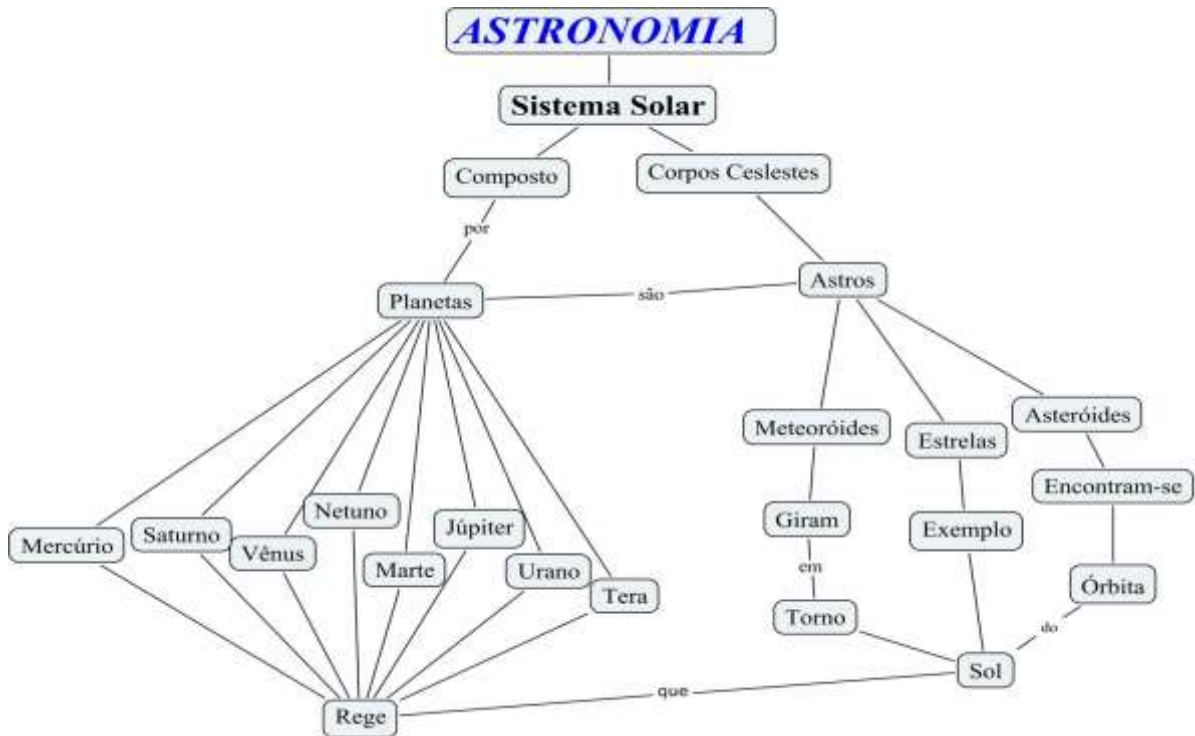 ASTRONOMIA
Sistema Solar
Composto
Corpos Ceslestes
por
Planetas
são
Astros
Meteoróides
Estrelas
Asteróides
Encontram-se
Mercúrio
Saturno
Vênus
Netuno
Marte
Júpiter
Urano
Tera
Giram
Exemplo
em
Órbita
Torno
do
Sol
que
Rege